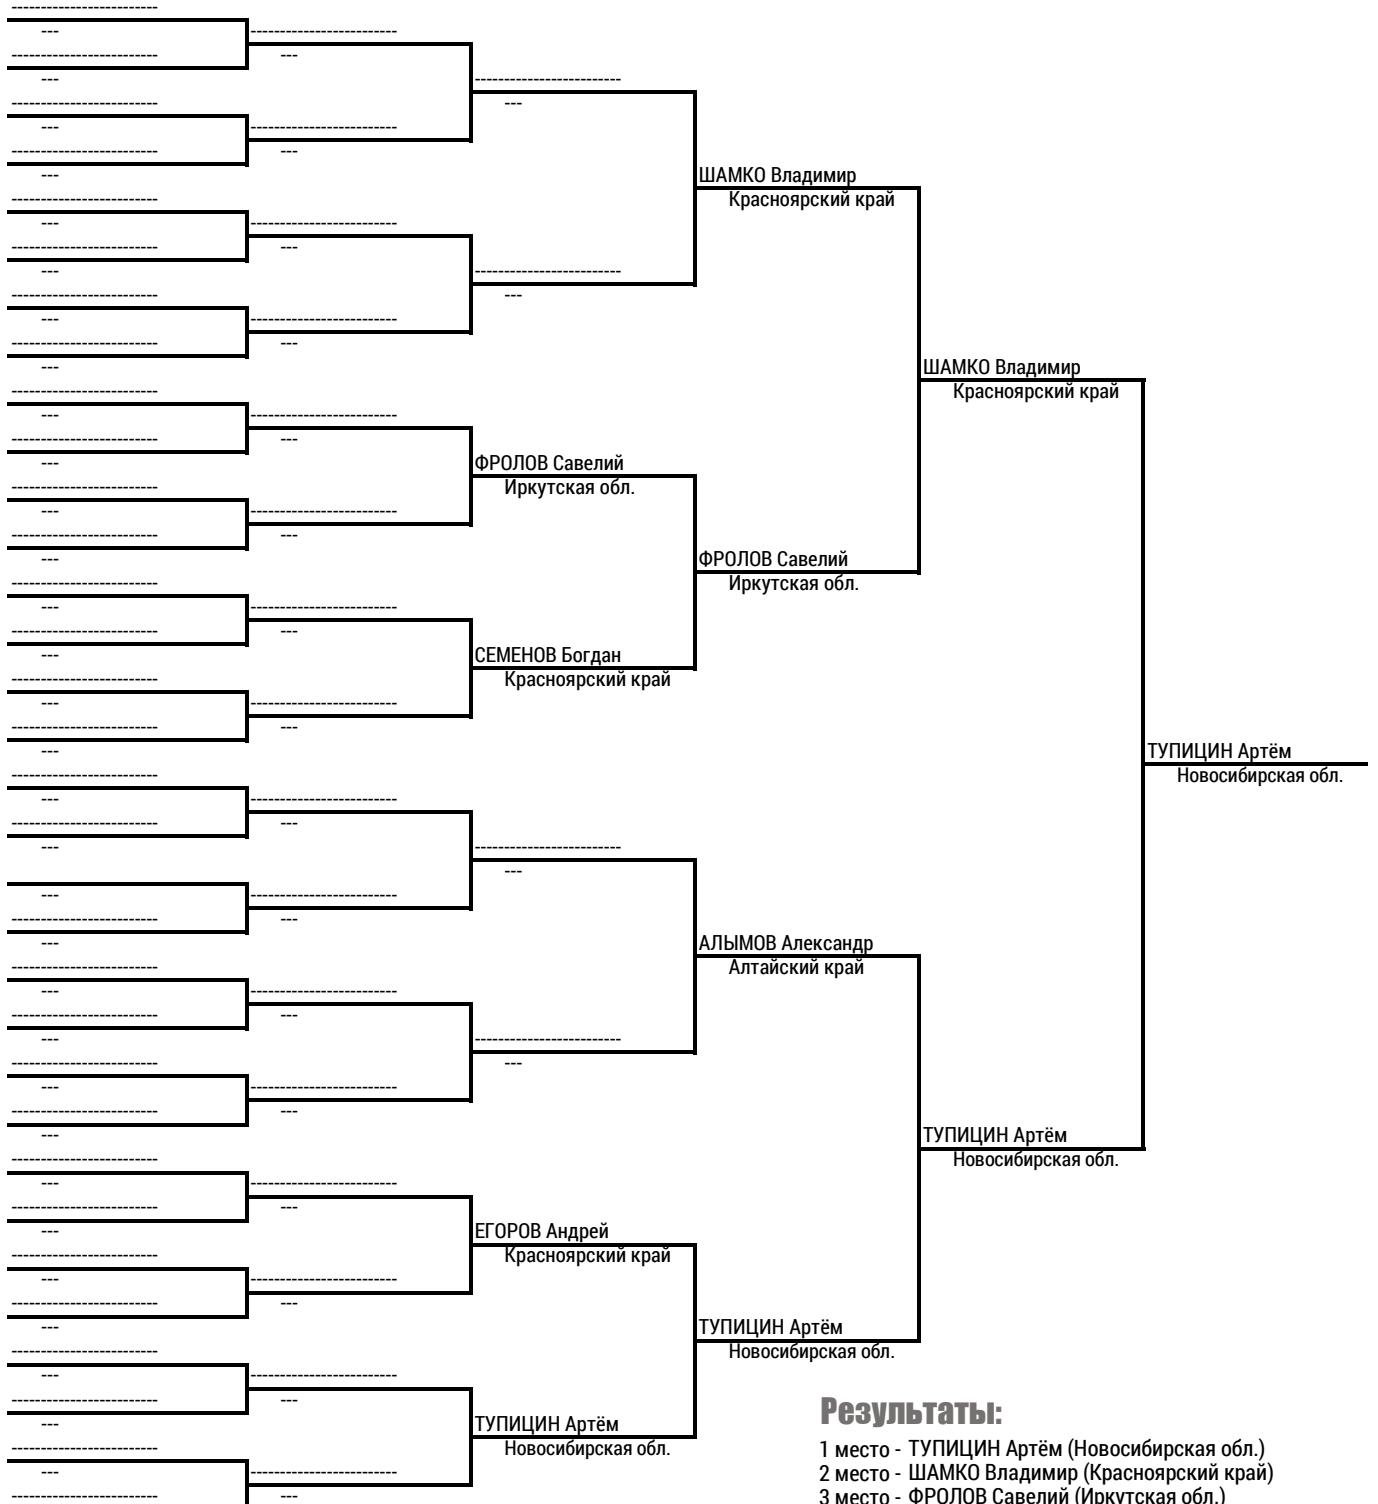 ШАМКО Владимир
Красноярский край
ШАМКО Владимир
Красноярский край
ФРОЛОВ Савелий
Иркутская обл.
ФРОЛОВ Савелий
Иркутская обл.
СЕМЕНОВ Богдан
Красноярский край
ТУПИЦИН Артём
Новосибирская обл.
АЛЫМОВ Александр
Алтайский край
ТУПИЦИН Артём
Новосибирская обл.
ЕГОРОВ Андрей
Красноярский край
ТУПИЦИН Артём
Новосибирская обл.
ТУПИЦИН Артём
Новосибирская обл.
Результаты:
1 место - ТУПИЦИН Артём (Новосибирская обл.)
2 место - ШАМКО Владимир (Красноярский край)
3 место - ФРОЛОВ Савелий (Иркутская обл.)